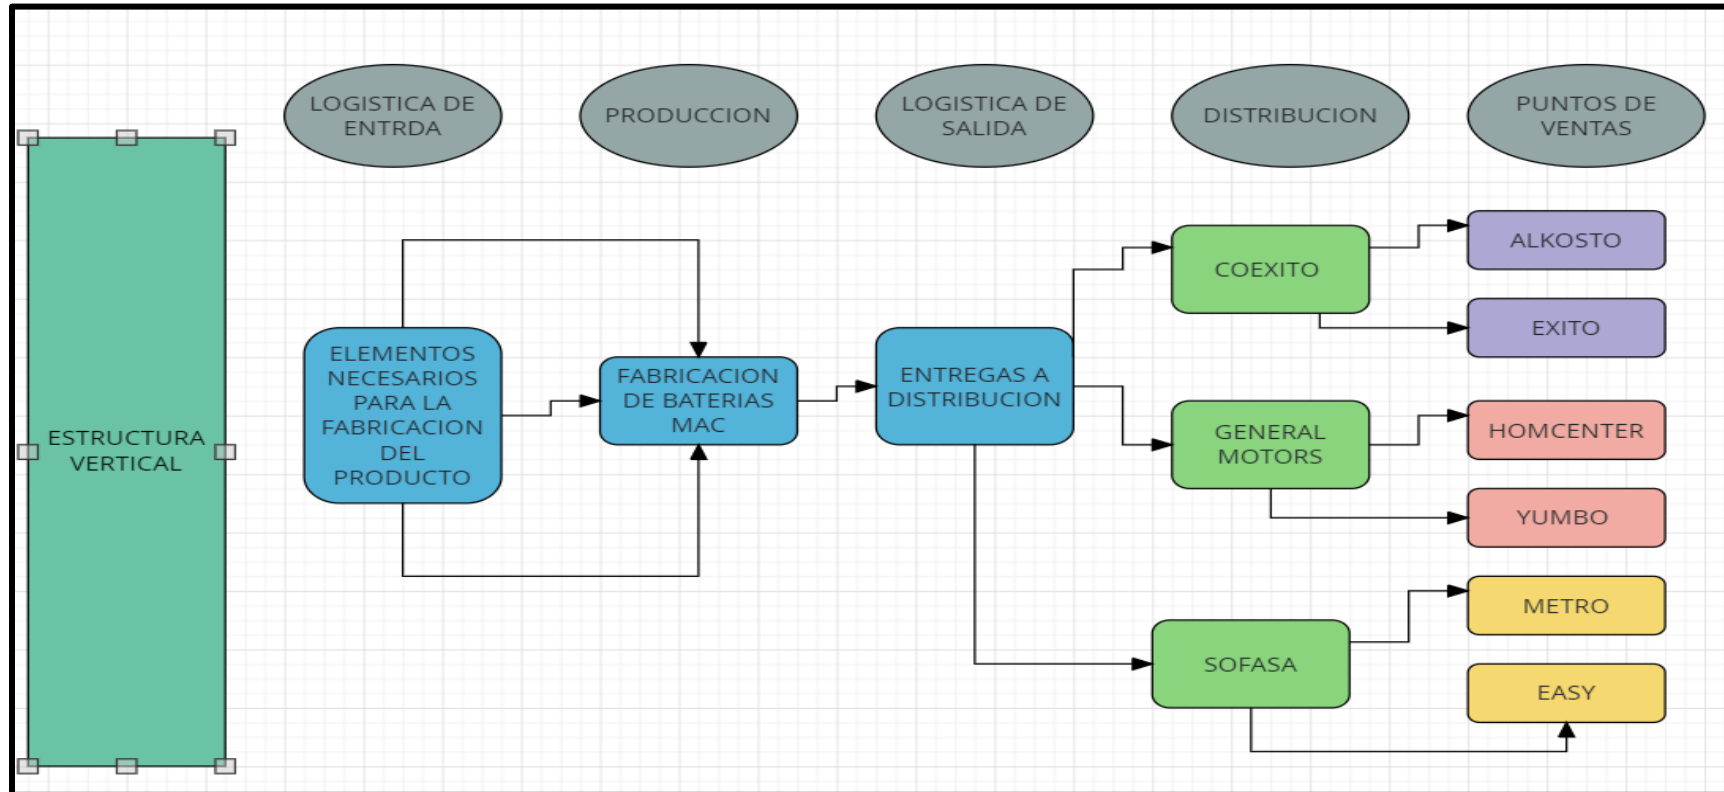 LOGISTICA DE
ENTRDA
PRODUCCION
LOGISTICA DE
SALIDA
DISTRIBUCION
PUNTOS DE
VENTAS
ESTRUCTURA
VERTICAL
ELEMENTOS
NECESARIOS
PARA LA
FABRICACION
DEL
PRODUCTO
FABRICACION
DE BATERIAS
MAC
ENTREGAS A
DISTRIBUCION
COEXITO
GENERAL
MOTORS
SOFASA
ALKOSTO
EXITO
HOMCENTER
YUMBO
METRO
EASY